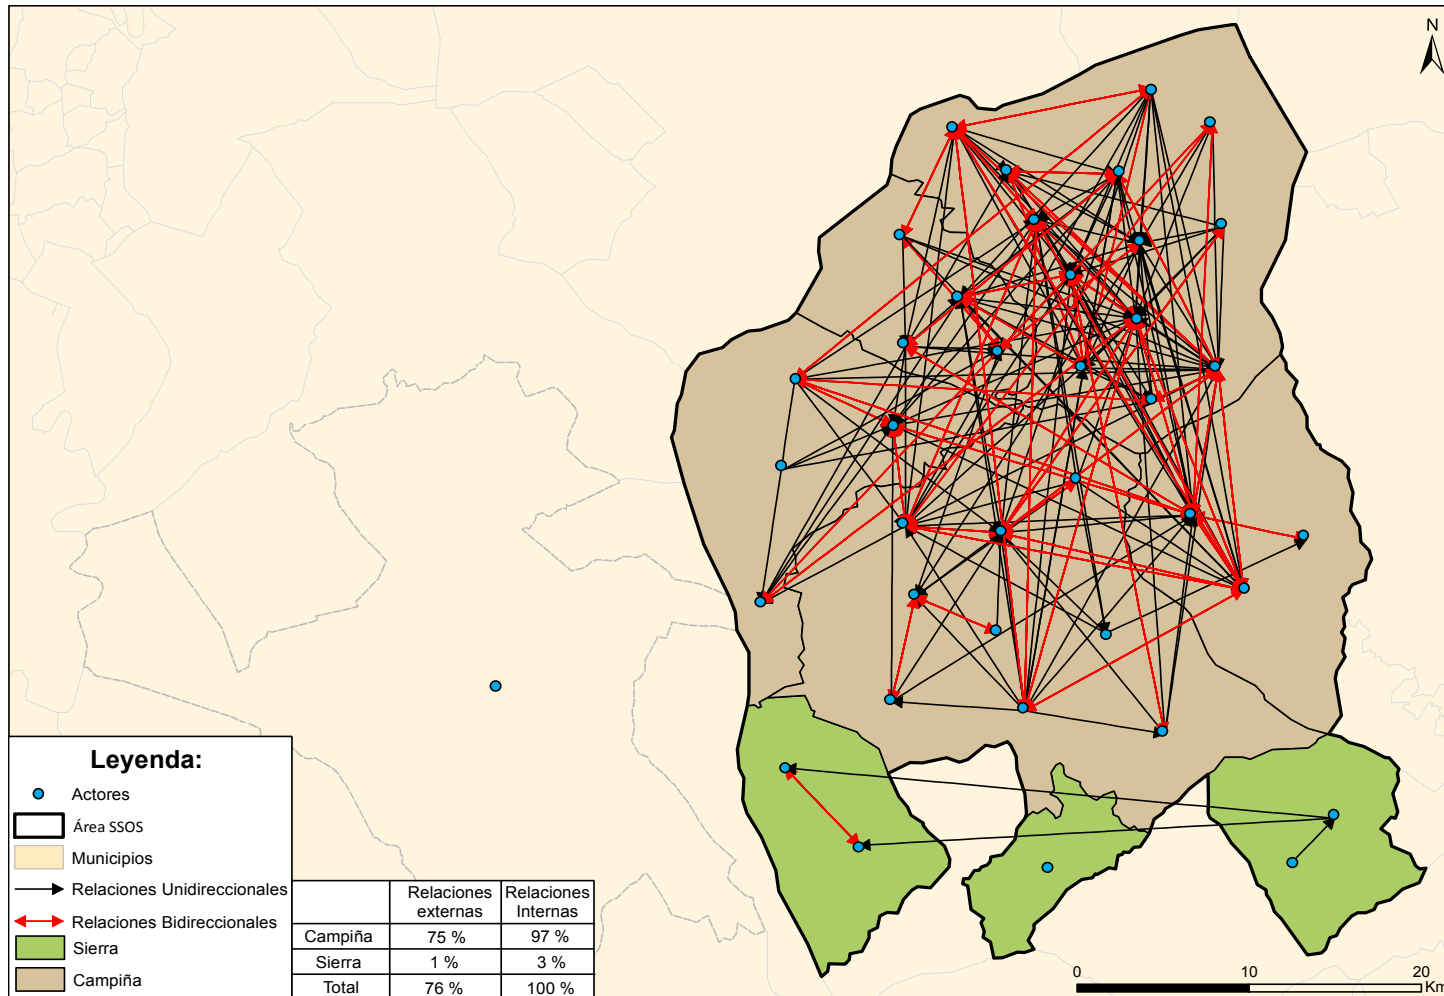 N
Leyenda:
Actores
Área SSOS
Municipios
Relaciones Unidireccionales
Relaciones Bidireccionales
Sierra
Campiña
Relaciones externas Relaciones Internas
Campiña 75 % 97 %
Sierra 1 % 3 %
Total 76 % 100 %
0 10 20
Km